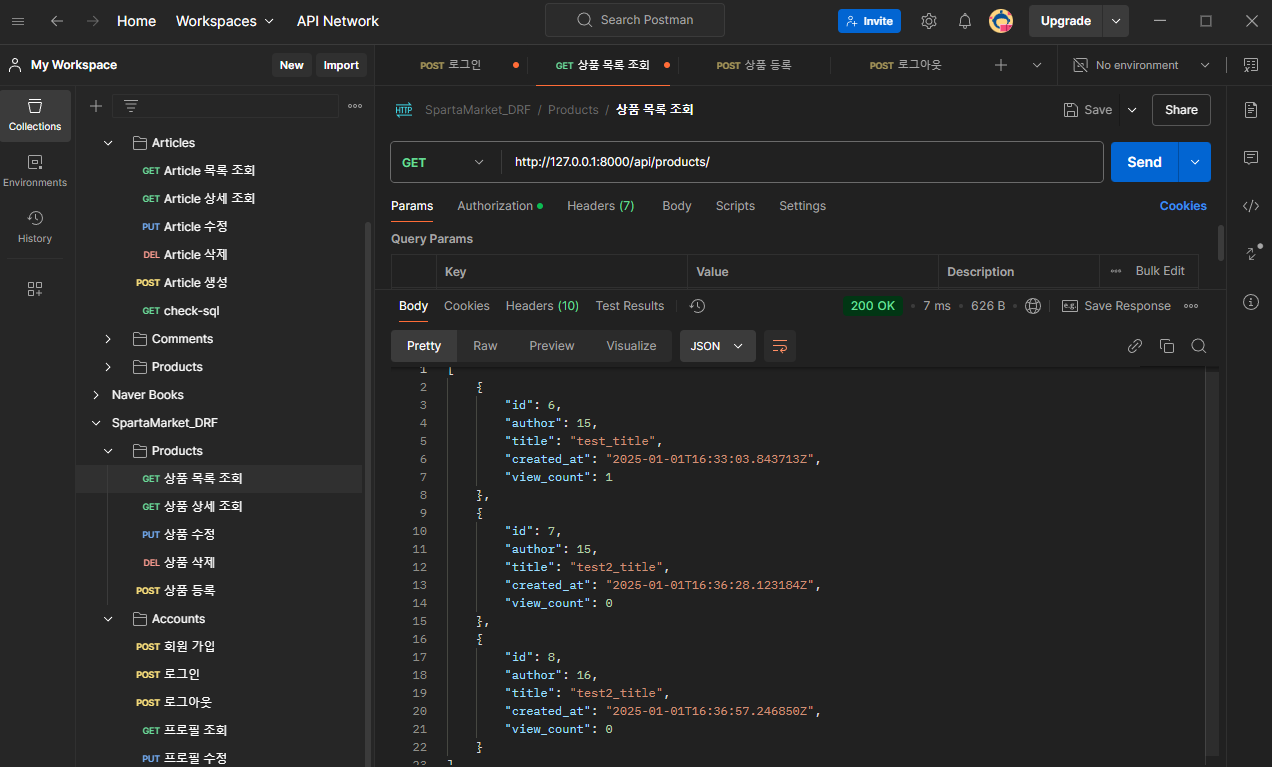 Home Workspaces API Network Search Postman Invite Upgrade
My Workspace New Import
POST 로그인 GET 상품 목록 조회 POST 상품 등록 POST 로그아웃 No environment
Collections
Environments
History
Articles
GET Article 목록 조회
GET Article 상세 조회
PUT Article 수정
DEL Article 삭제
POST Article 생성
GET check-sql
Comments
Products
Naver Books
SpartaMarket_DRF
Products
GET 상품 목록 조회
GET 상품 상세 조회
PUT 상품 수정
DEL 상품 삭제
POST 상품 등록
Accounts
POST 회원 가입
POST 로그인
POST 로그아웃
GET 프로필 조회
PUT 프로필 수정
HTTP SpartaMarket_DRF / Products / 상품 목록 조회 Save Share
GET http://127.0.0.1:8000/api/products/ Send
Params Authorization Headers (7) Body Scripts Settings Cookies
Query Params
Key Value Description Bulk Edit
Body Cookies Headers (10) Test Results 200 OK 7 ms 626 B e.g. Save Response
Pretty Raw Preview Visualize JSON
1 [
2 {
3 "id": 6,
4 "author": 15,
5 "title": "test_title",
6 "created_at": "2025-01-01T16:33:03.843713Z",
7 "view_count": 1
8 },
9 {
10 "id": 7,
11 "author": 15,
12 "title": "test2_title",
13 "created_at": "2025-01-01T16:36:28.123184Z",
14 "view_count": 0
15 },
16 {
17 "id": 8,
18 "author": 16,
19 "title": "test2_title",
20 "created_at": "2025-01-01T16:36:57.246850Z",
21 "view_count": 0
22 }
23 ]